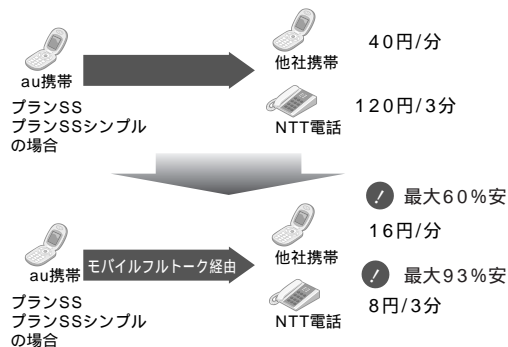 au携帯
プランSS
プランSSシンプル
の場合
他社携帯
40円/分
NTT電話
120円/3分
au携帯
プランSS
プランSSシンプル
の場合
モバイルフルトーク経由
他社携帯
! 最大60%安
16円/分
NTT電話
! 最大93%安
8円/3分